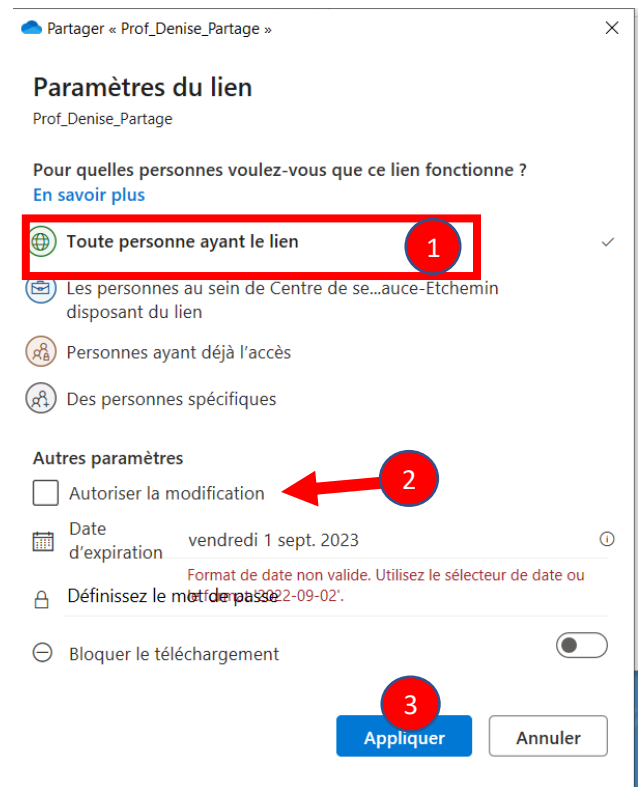 Partager « Prof_Denise_Partage »
Paramètres du lien
Prof_Denise_Partage
Pour quelles personnes voulez-vous que ce lien fonctionne ?
En savoir plus
Toute personne ayant le lien
1
Les personnes au sein de Centre de se...auce-Etchemin
disposant du lien
Personnes ayant déjà l'accès
Des personnes spécifiques
Autres paramètres
2
Autoriser la modification
Date
d'expiration
vendredi 1 sept. 2023
Format de date non valide. Utilisez le sélecteur de date ou
'2022-09-02'.
Définissez le mot de passe
Bloquer le téléchargement
3
Appliquer
Annuler